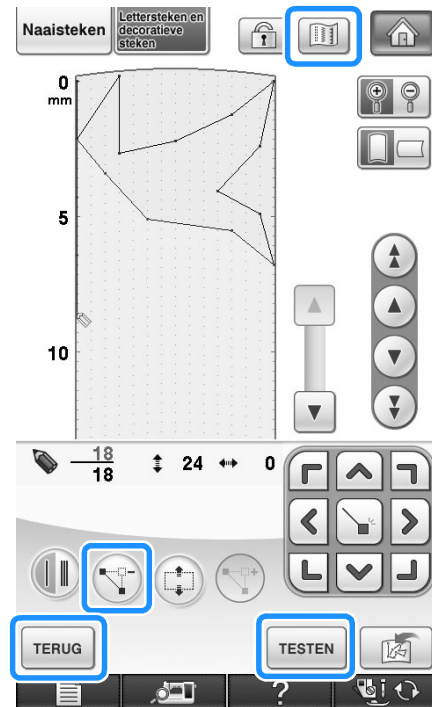 Naaisteken
Lettersteken en
decoratieve
steken
0
mm
5
10
18
18
24
0
TERUG
TESTEN
?